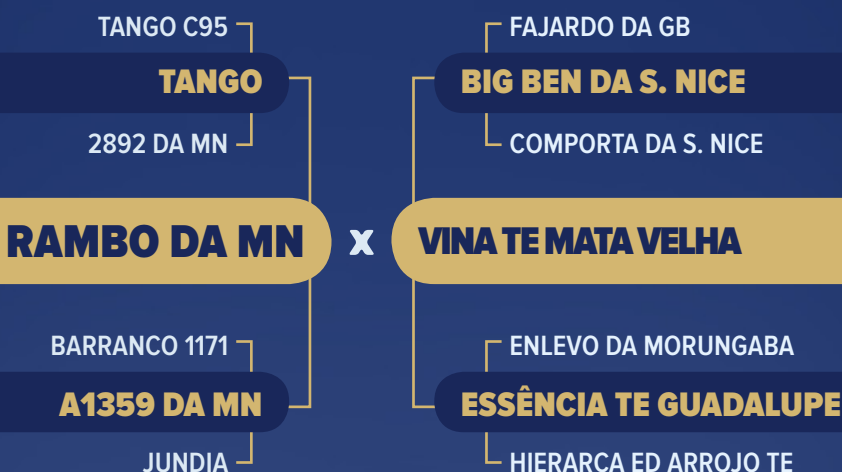 TANGO C95
FAJARDO DA GB
TANGO
BIG BEN DA S. NICE
2892 DA MN
COMPORTA DA S. NICE
RAMBO DA MN X VINA TE MATA VELHA
BARRANCO 1171
ENLEVO DA MORUNGABA
A1359 DA MN
ESSÊNCIA TE GUADALUPE
JUNDIA
HIERARCA ED ARROJO TE